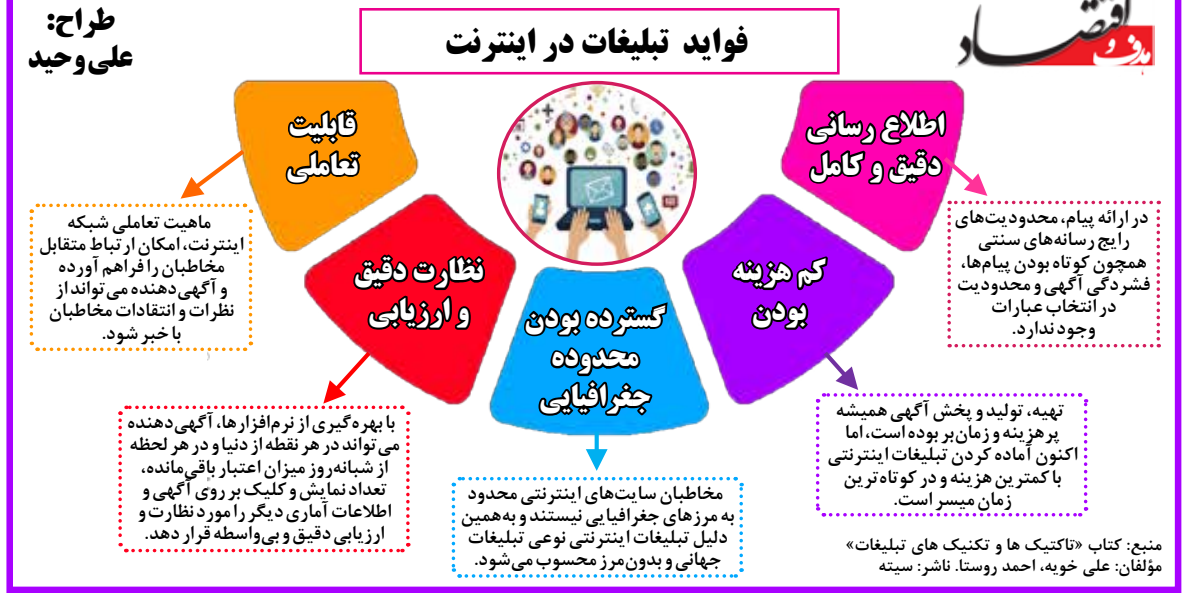 هدف و اقتصاد
فواید تبلیغات در اینترنت
طراح:
علی وحید
اطلاع رسانی
دقیق و کامل
در ارائه پیام، محدودیت‌های
رایج رسانه‌های سنتی
همچون کوتاه بودن پیام‌ها،
فشردگی آگهی و محدودیت
در انتخاب عبارات
وجود ندارد.
کم هزینه
بودن
تهیه، تولید و پخش آگهی همیشه
پرهزینه و زمان‌بر بوده است، اما
اکنون آماده کردن تبلیغات اینترنتی
با کمترین هزینه و در کوتاه‌ترین
زمان میسر است.
گسترده بودن
محدوده
جغرافیایی
مخاطبان سایت‌های اینترنتی محدود
به مرزهای جغرافیایی نیستند و به‌همین
دلیل تبلیغات اینترنتی نوعی تبلیغات
جهانی و بدون‌مرز محسوب می‌شود.
نظارت دقیق
و ارزیابی
با بهره‌گیری از نرم‌افزارها، آگهی‌دهنده
می‌تواند در هر نقطه از دنیا و در هر لحظه
از شبانه‌روز میزان اعتبار باقی‌مانده،
تعداد نمایش و کلیک بر روی آگهی و
اطلاعات آماری دیگر را مورد نظارت و
ارزیابی دقیق و بی‌واسطه قرار دهد.
قابلیت
تعاملی
ماهیت تعاملی شبکه
اینترنت، امکان ارتباط متقابل
مخاطبان را فراهم آورده
و آگهی‌دهنده می‌تواند از
نظرات و انتقادات مخاطبان
با خبر شود.
منبع: کتاب «تاکتیک ها و تکنیک های تبلیغات»
مؤلفان: علی خویه، احمد روستا. ناشر: سیته